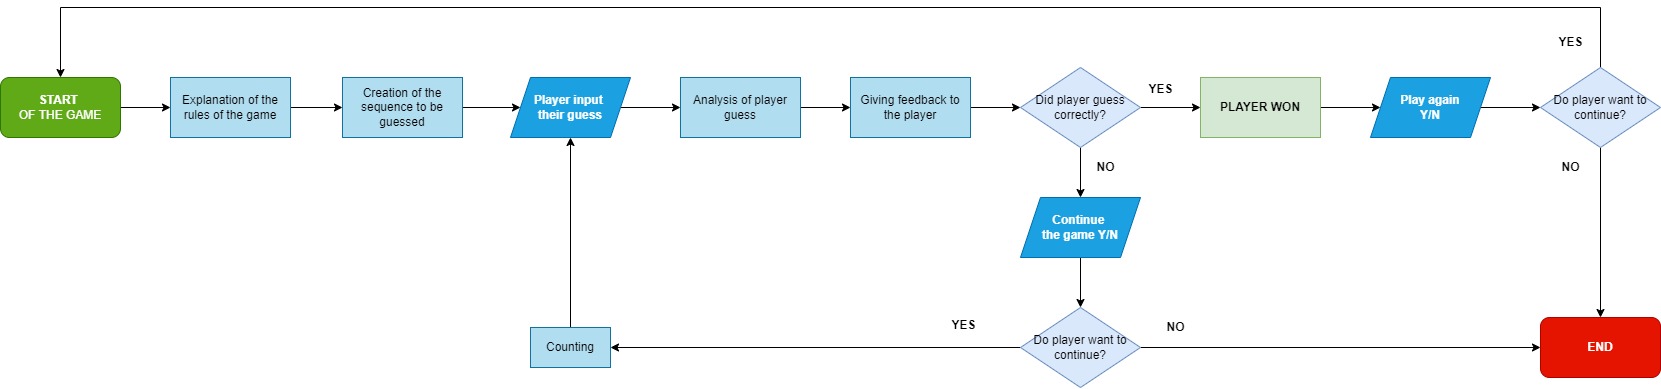 YES
START
OF THE GAME
Explanation of the
rules of the game
Creation of the
sequence to be
guessed
Player input
their guess
Analysis of player
guess
Giving feedback to
the player
Did player guess
correctly?
YES
PLAYER WON
Play again
Y/N
Do player want to
continue?
NO
NO
Continue
the game Y/N
YES
Do player want to
continue?
NO
Counting
END